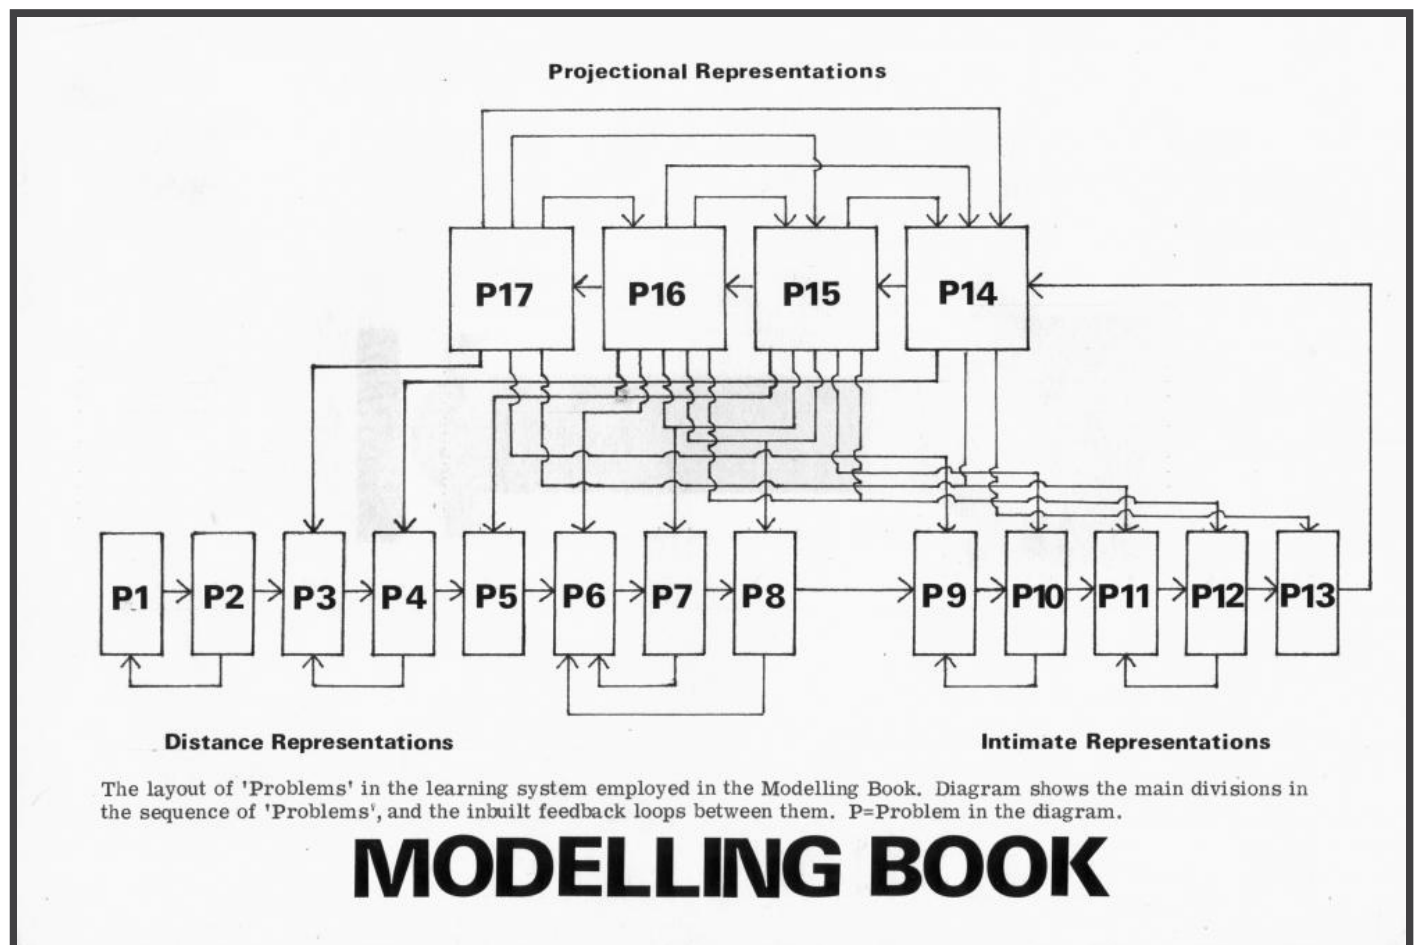 Projectional Representations
P17 P16 P15 P14
P1 P2 P3 P4 P5 P6 P7 P8 P9 P10 P11 P12 P13
Distance Representations Intimate Representations
The layout of 'Problems' in the learning system employed in the Modelling Book. Diagram shows the main divisions in
the sequence of 'Problems', and the inbuilt feedback loops between them. P=Problem in the diagram.
MODELLING BOOK